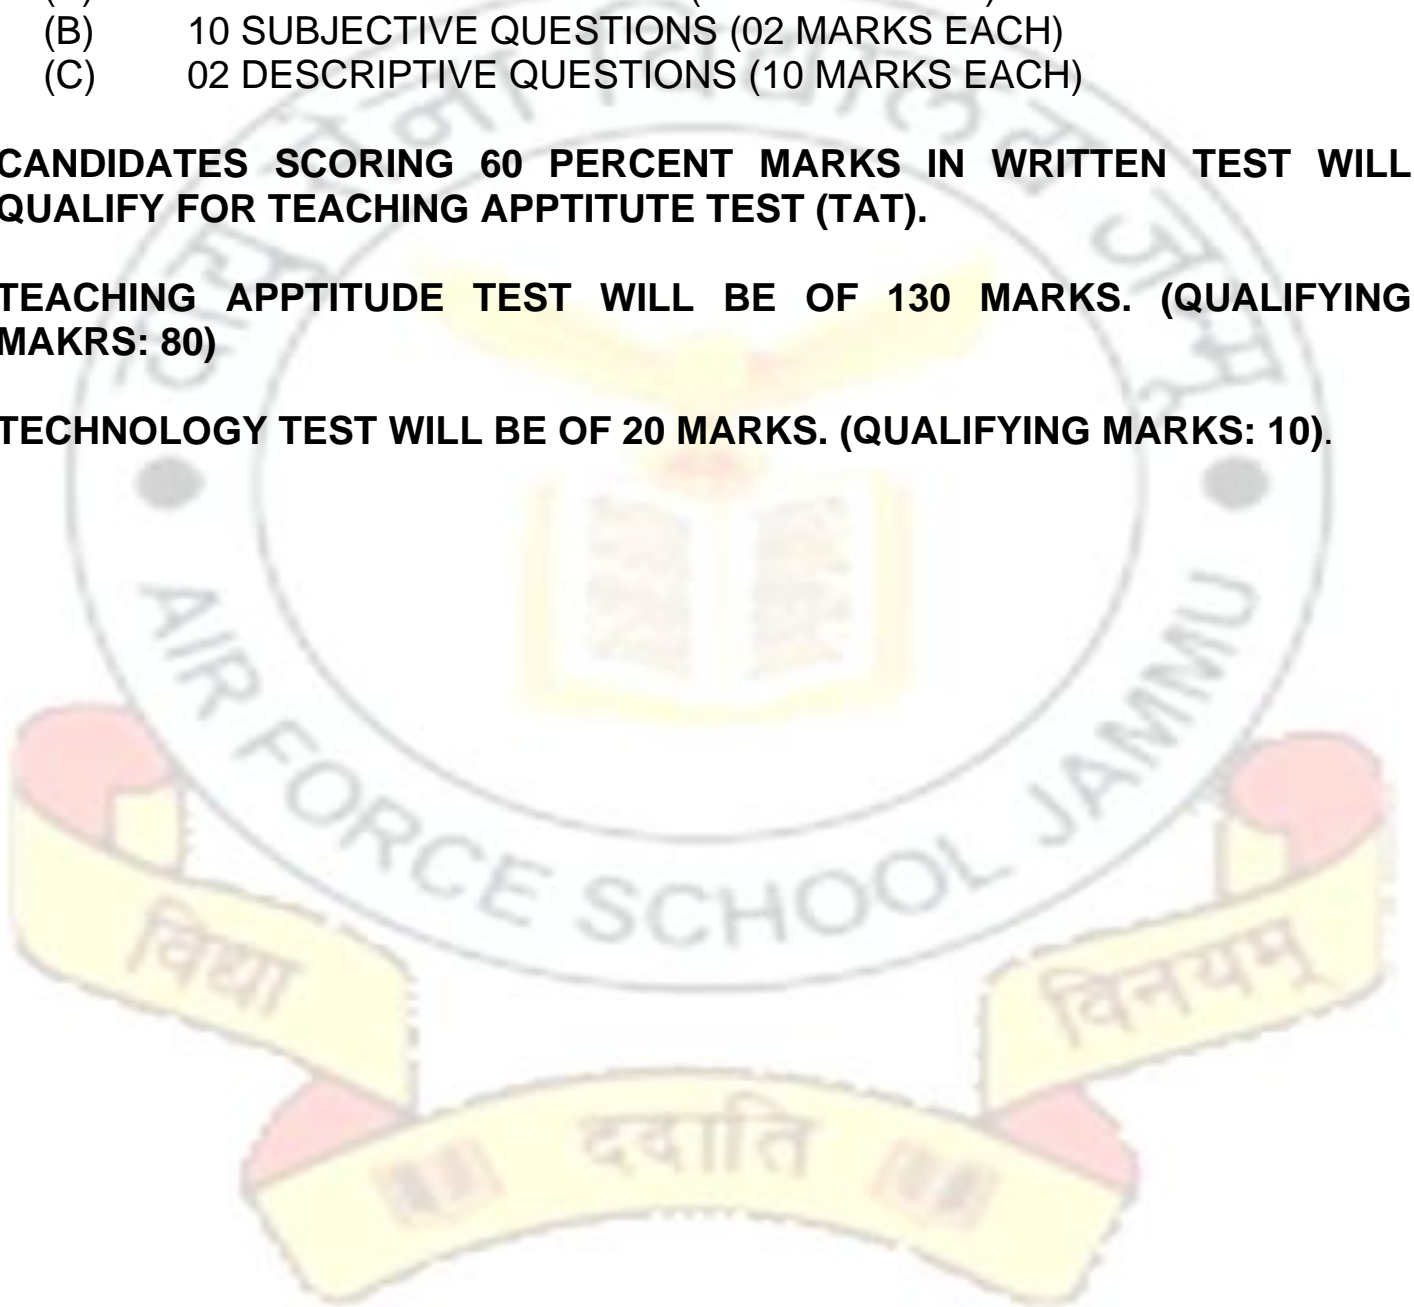 (B) 10 SUBJECTIVE QUESTIONS (02 MARKS EACH)
(C) 02 DESCRIPTIVE QUESTIONS (10 MARKS EACH)
CANDIDATES SCORING 60 PERCENT MARKS IN WRITTEN TEST WILL
QUALIFY FOR TEACHING APPTITUTE TEST (TAT).
TEACHING APPTITUDE TEST WILL BE OF 130 MARKS. (QUALIFYING
MAKRS: 80)
TECHNOLOGY TEST WILL BE OF 20 MARKS. (QUALIFYING MARKS: 10).
वायु सेना विद्यालय जम्मू
AIR FORCE SCHOOL JAMMU
विद्या
ददाति
विनयम्